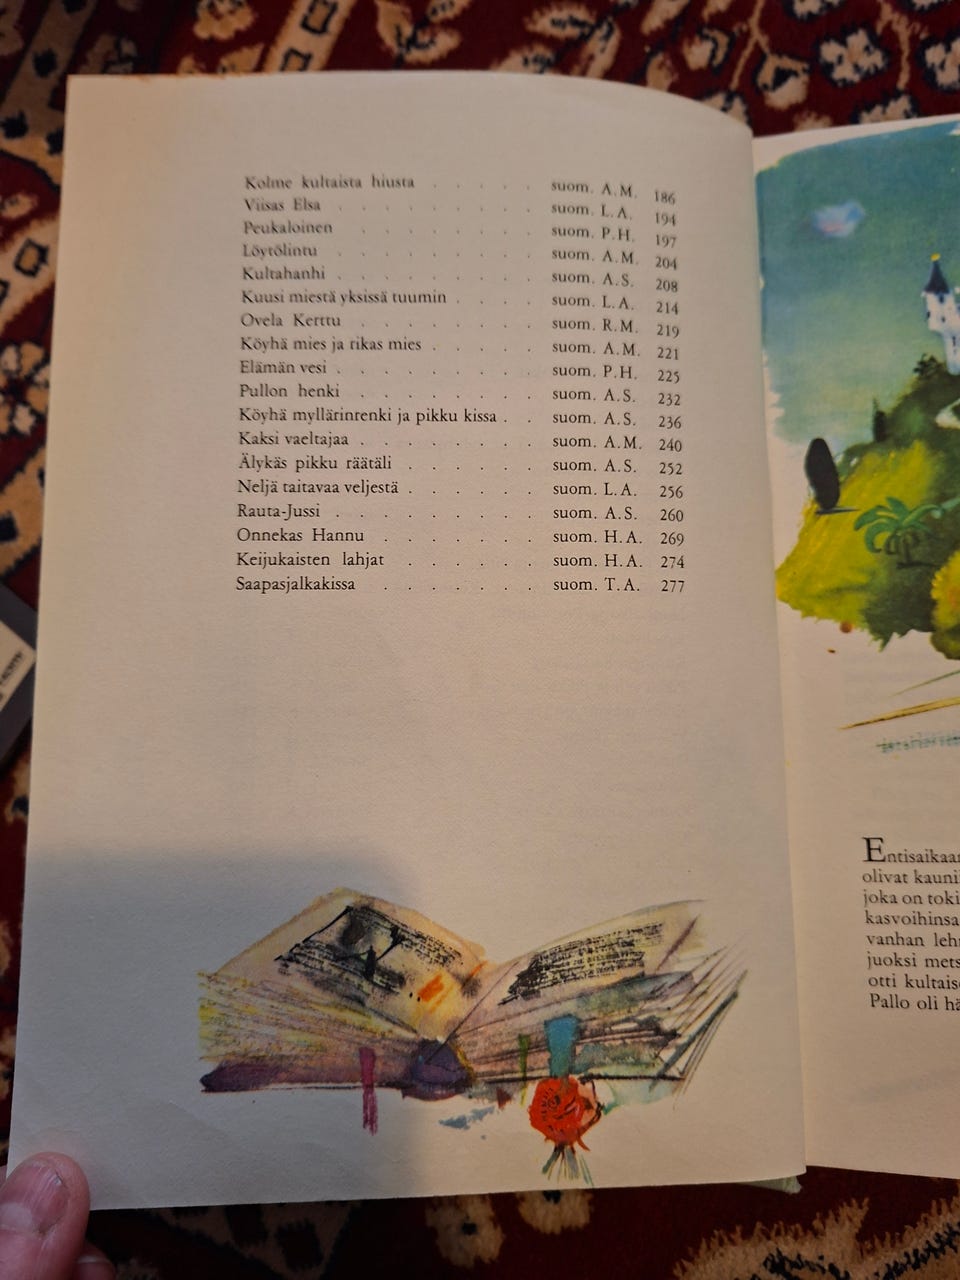 Kolme kultaista hiusta . . . . . suom. A.M. 186
Viisas Elsa . . . . . . . . . suom. L.A. 194
Peukaloinen . . . . . . . suom. P.H. 197
Löytölintu . . . . . . . . . suom. A.M. 204
Kultahanhi . . . . . . . . . suom. A.S. 208
Kuusi miestä yksissä tuumin . . . . suom. L.A. 214
Ovela Kerttu . . . . . . . . suom. R.M. 219
Köyhä mies ja rikas mies . . . . . suom. A.M. 221
Elämän vesi . . . . . . . . . suom. P.H. 225
Pullon henki . . . . . . . . suom. A.S. 232
Köyhä myllärinrenki ja pikku kissa . . suom. A.S. 236
Kaksi vaeltajaa . . . . . . . . suom. A.M. 240
Älykäs pikku räätäli . . . . . . suom. A.S. 252
Neljä taitavaa veljestä . . . . . . suom. L.A. 256
Rauta-Jussi . . . . . . . . . suom. A.S. 260
Onnekas Hannu . . . . . . . suom. H.A. 269
Keijukaisten lahjat . . . . . . suom. H.A. 274
Saapasjalkakissa . . . . . . . suom. T.A. 277
Entisaikaa
olivat kauni
joka on toki
kasvoihinsa
vanhan leh
juoksi mets
otti kultais
Pallo oli hä